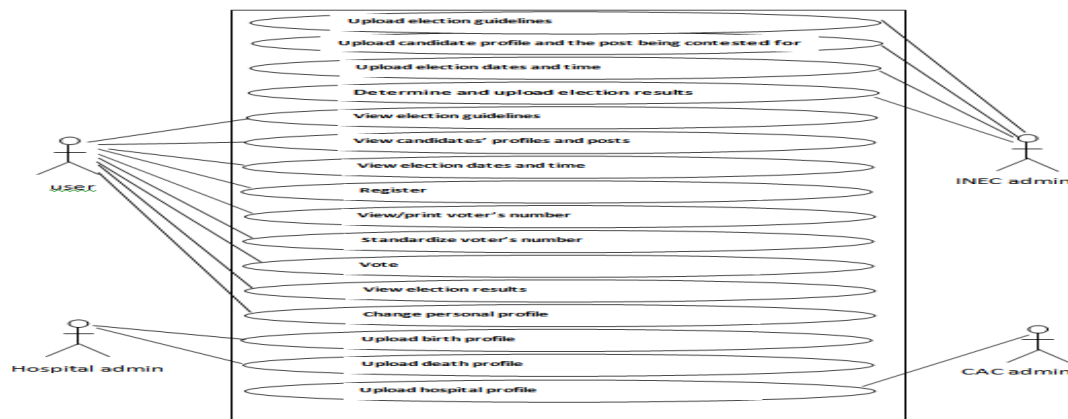 Upload election guidelines
Upload candidate profile and the post being contested for
Upload election dates and time
Determine and upload election results
View election guidelines
View candidates' profiles and posts
View election dates and time
Register
View/print voter's number
Standardize voter's number
Vote
View election results
Change personal profile
Upload birth profile
Upload death profile
Upload hospital profile
user
INEC admin
Hospital admin
CAC admin